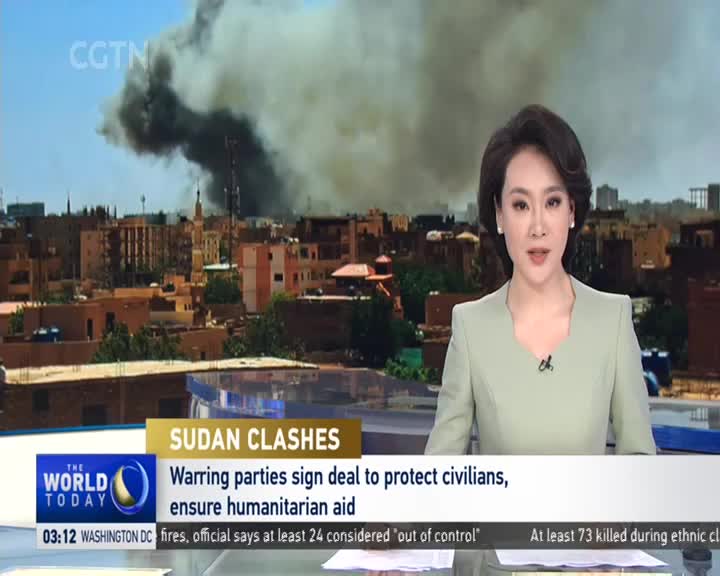 CGTN
SUDAN CLASHES
Warring parties sign deal to protect civilians,
ensure humanitarian aid
THE
WORLD
TODAY
03:12 WASHINGTON DC
fires, official says at least 24 considered "out of control" At least 73 killed during ethnic cl